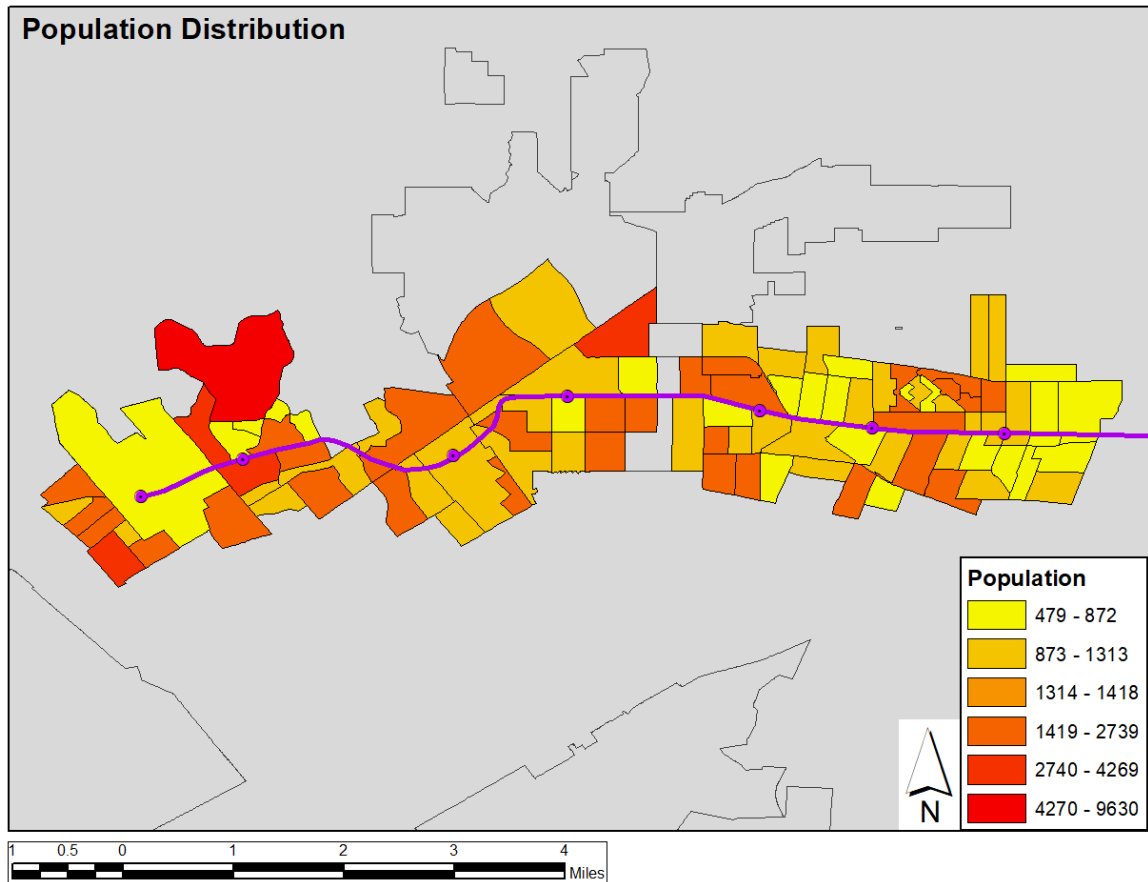 Population Distribution
Population
479 - 872
873 - 1313
1314 - 1418
1419 - 2739
2740 - 4269
4270 - 9630
N
1 0.5 0 1 2 3 4
Miles